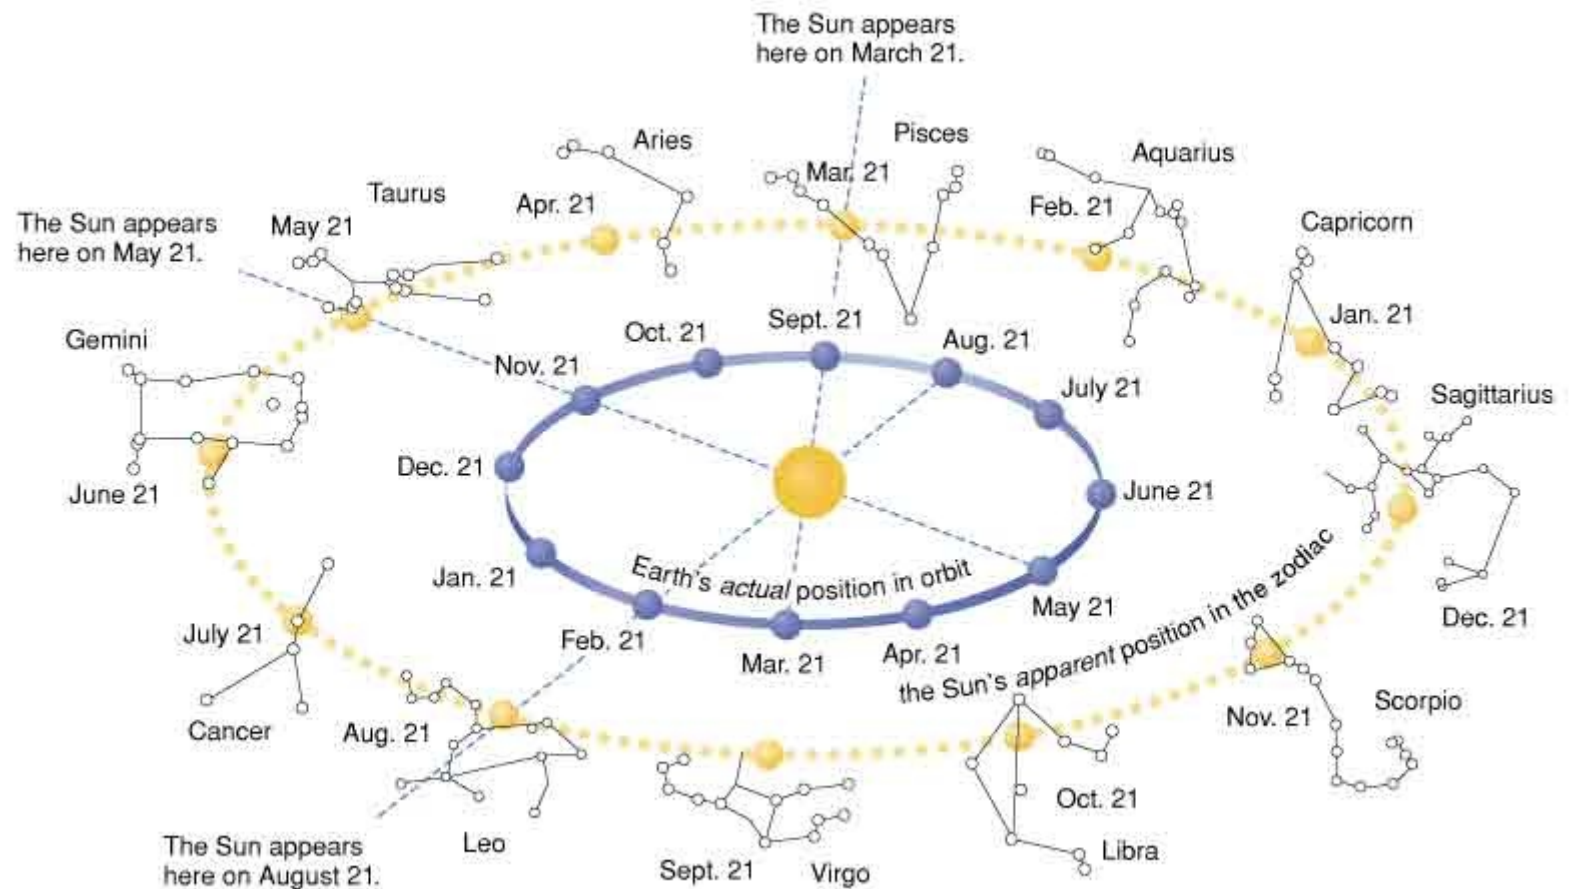 The Sun appears
here on March 21.
Aries
Pisces
Mar. 21
Aquarius
Taurus
Apr. 21
Feb. 21
The Sun appears
here on May 21.
May 21
Capricorn
Jan. 21
Gemini
Oct. 21
Sept. 21
Aug. 21
Nov. 21
July 21
Sagittarius
Dec. 21
June 21
June 21
Earth's actual position in orbit
Jan. 21
May 21
the Sun's apparent position in the zodiac
Dec. 21
July 21
Feb. 21
Mar. 21
Apr. 21
Cancer
Aug. 21
Nov. 21
Scorpio
Oct. 21
Leo
Libra
The Sun appears
here on August 21.
Sept. 21
Virgo